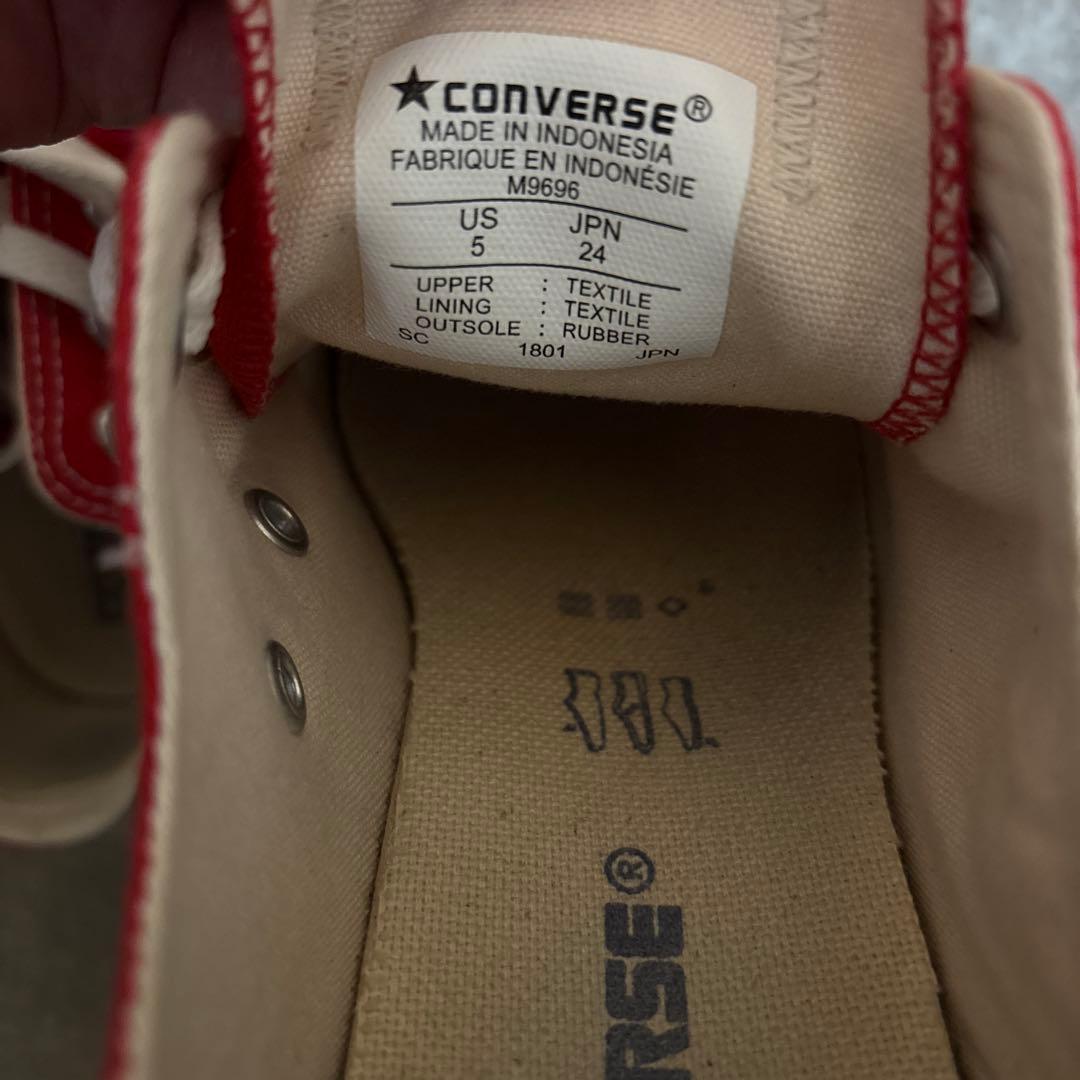 ★CONVERSE®
MADE IN INDONESIA
FABRIQUE EN INDONÉSIE
M9696
US JPN
5 24
UPPER : TEXTILE
LINING : TEXTILE
OUTSOLE : RUBBER
SC 1801 JPN
RSE®